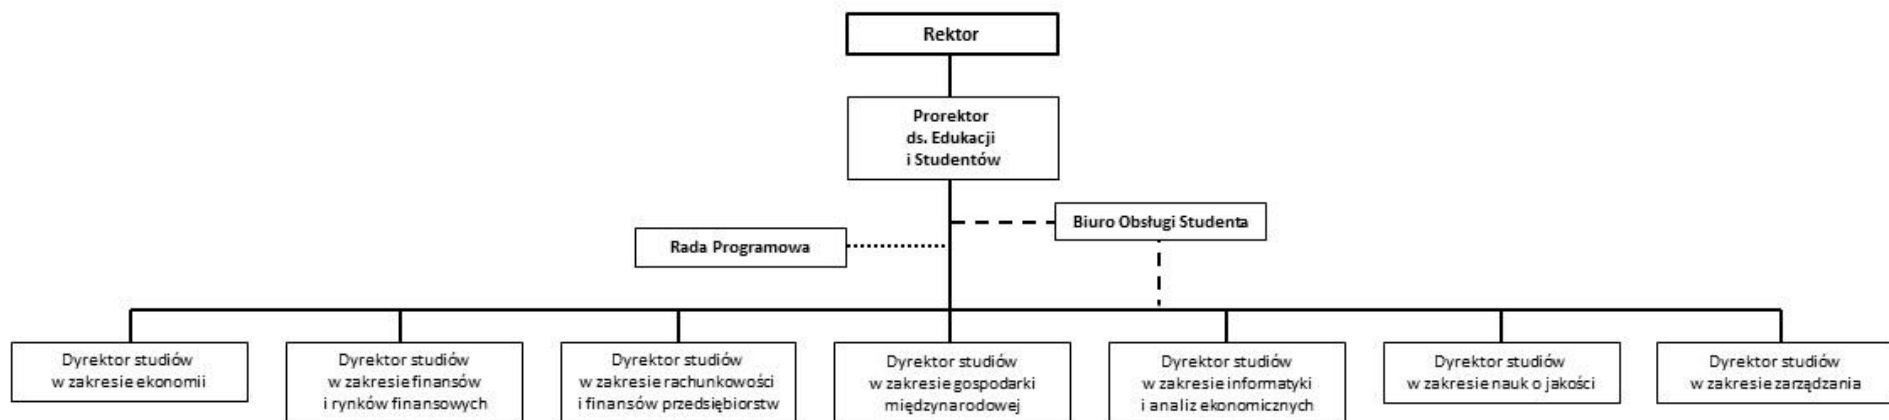 Rektor
Prorektor
ds. Edukacji
i Studentów
Biuro Obsługi Studenta
Rada Programowa
Dyrektor studiów
w zakresie ekonomii
Dyrektor studiów
w zakresie finansów
i rynków finansowych
Dyrektor studiów
w zakresie rachunkowości
i finansów przedsiębiorstw
Dyrektor studiów
w zakresie gospodarki
międzynarodowej
Dyrektor studiów
w zakresie informatyki
i analiz ekonomicznych
Dyrektor studiów
w zakresie nauk o jakości
Dyrektor studiów
w zakresie zarządzania